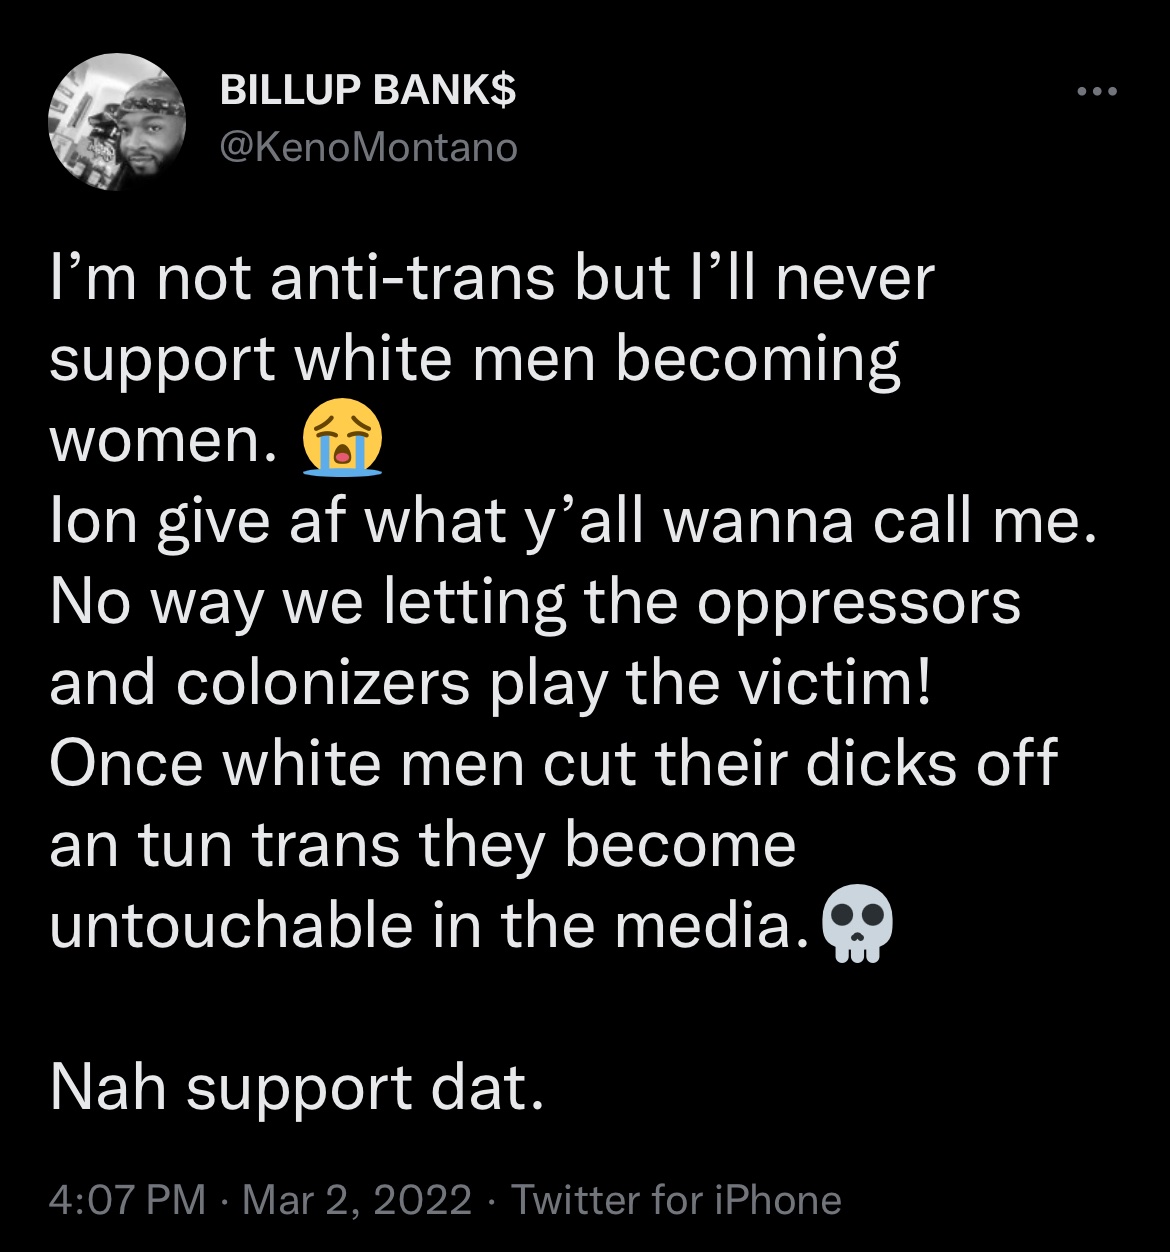 BILLUP BANK$
@KenoMontano
I’m not anti-trans but I’ll never
support white men becoming
women. 😭
Ion give af what y’all wanna call me.
No way we letting the oppressors
and colonizers play the victim!
Once white men cut their dicks off
an tun trans they become
untouchable in the media.💀
Nah support dat.
4:07 PM · Mar 2, 2022 · Twitter for iPhone